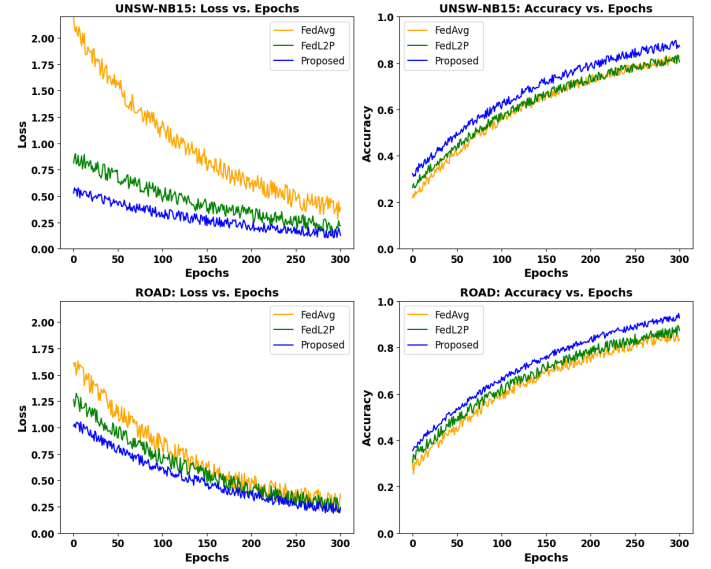 UNSW-NB15: Loss vs. Epochs
Loss
2.00
1.75
1.50
1.25
1.00
0.75
0.50
0.25
0.00
FedAvg
FedL2P
Proposed
0 50 100 150 200 250 300
Epochs
UNSW-NB15: Accuracy vs. Epochs
Accuracy
1.0
0.8
0.6
0.4
0.2
0.0
FedAvg
FedL2P
Proposed
0 50 100 150 200 250 300
Epochs
ROAD: Loss vs. Epochs
Loss
2.00
1.75
1.50
1.25
1.00
0.75
0.50
0.25
0.00
FedAvg
FedL2P
Proposed
0 50 100 150 200 250 300
Epochs
ROAD: Accuracy vs. Epochs
Accuracy
1.0
0.8
0.6
0.4
0.2
0.0
FedAvg
FedL2P
Proposed
0 50 100 150 200 250 300
Epochs